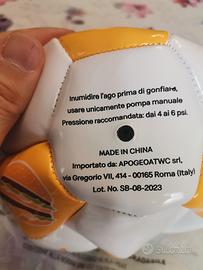 Inumidire l'ago prima di gonfiare,
usare unicamente pompa manuale
Pressione raccomandata: dai 4 ai 6 psi.
MADE IN CHINA
Importato da: APOGEOATWC srl,
via Gregorio VII, 414 - 00165 Roma (Italy)
Lot. No. SB-08-2023